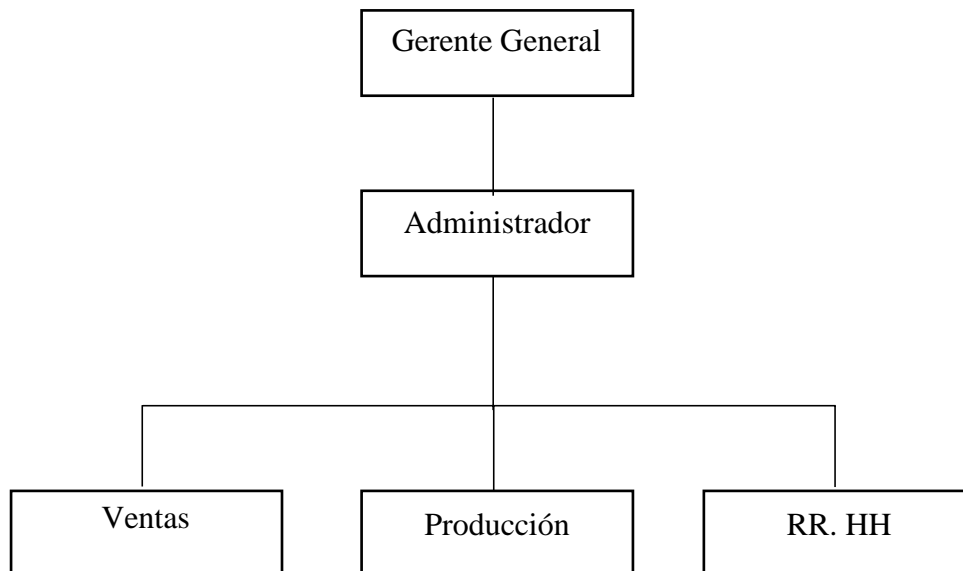 Gerente General
Administrador
Ventas
Producción
RR. HH